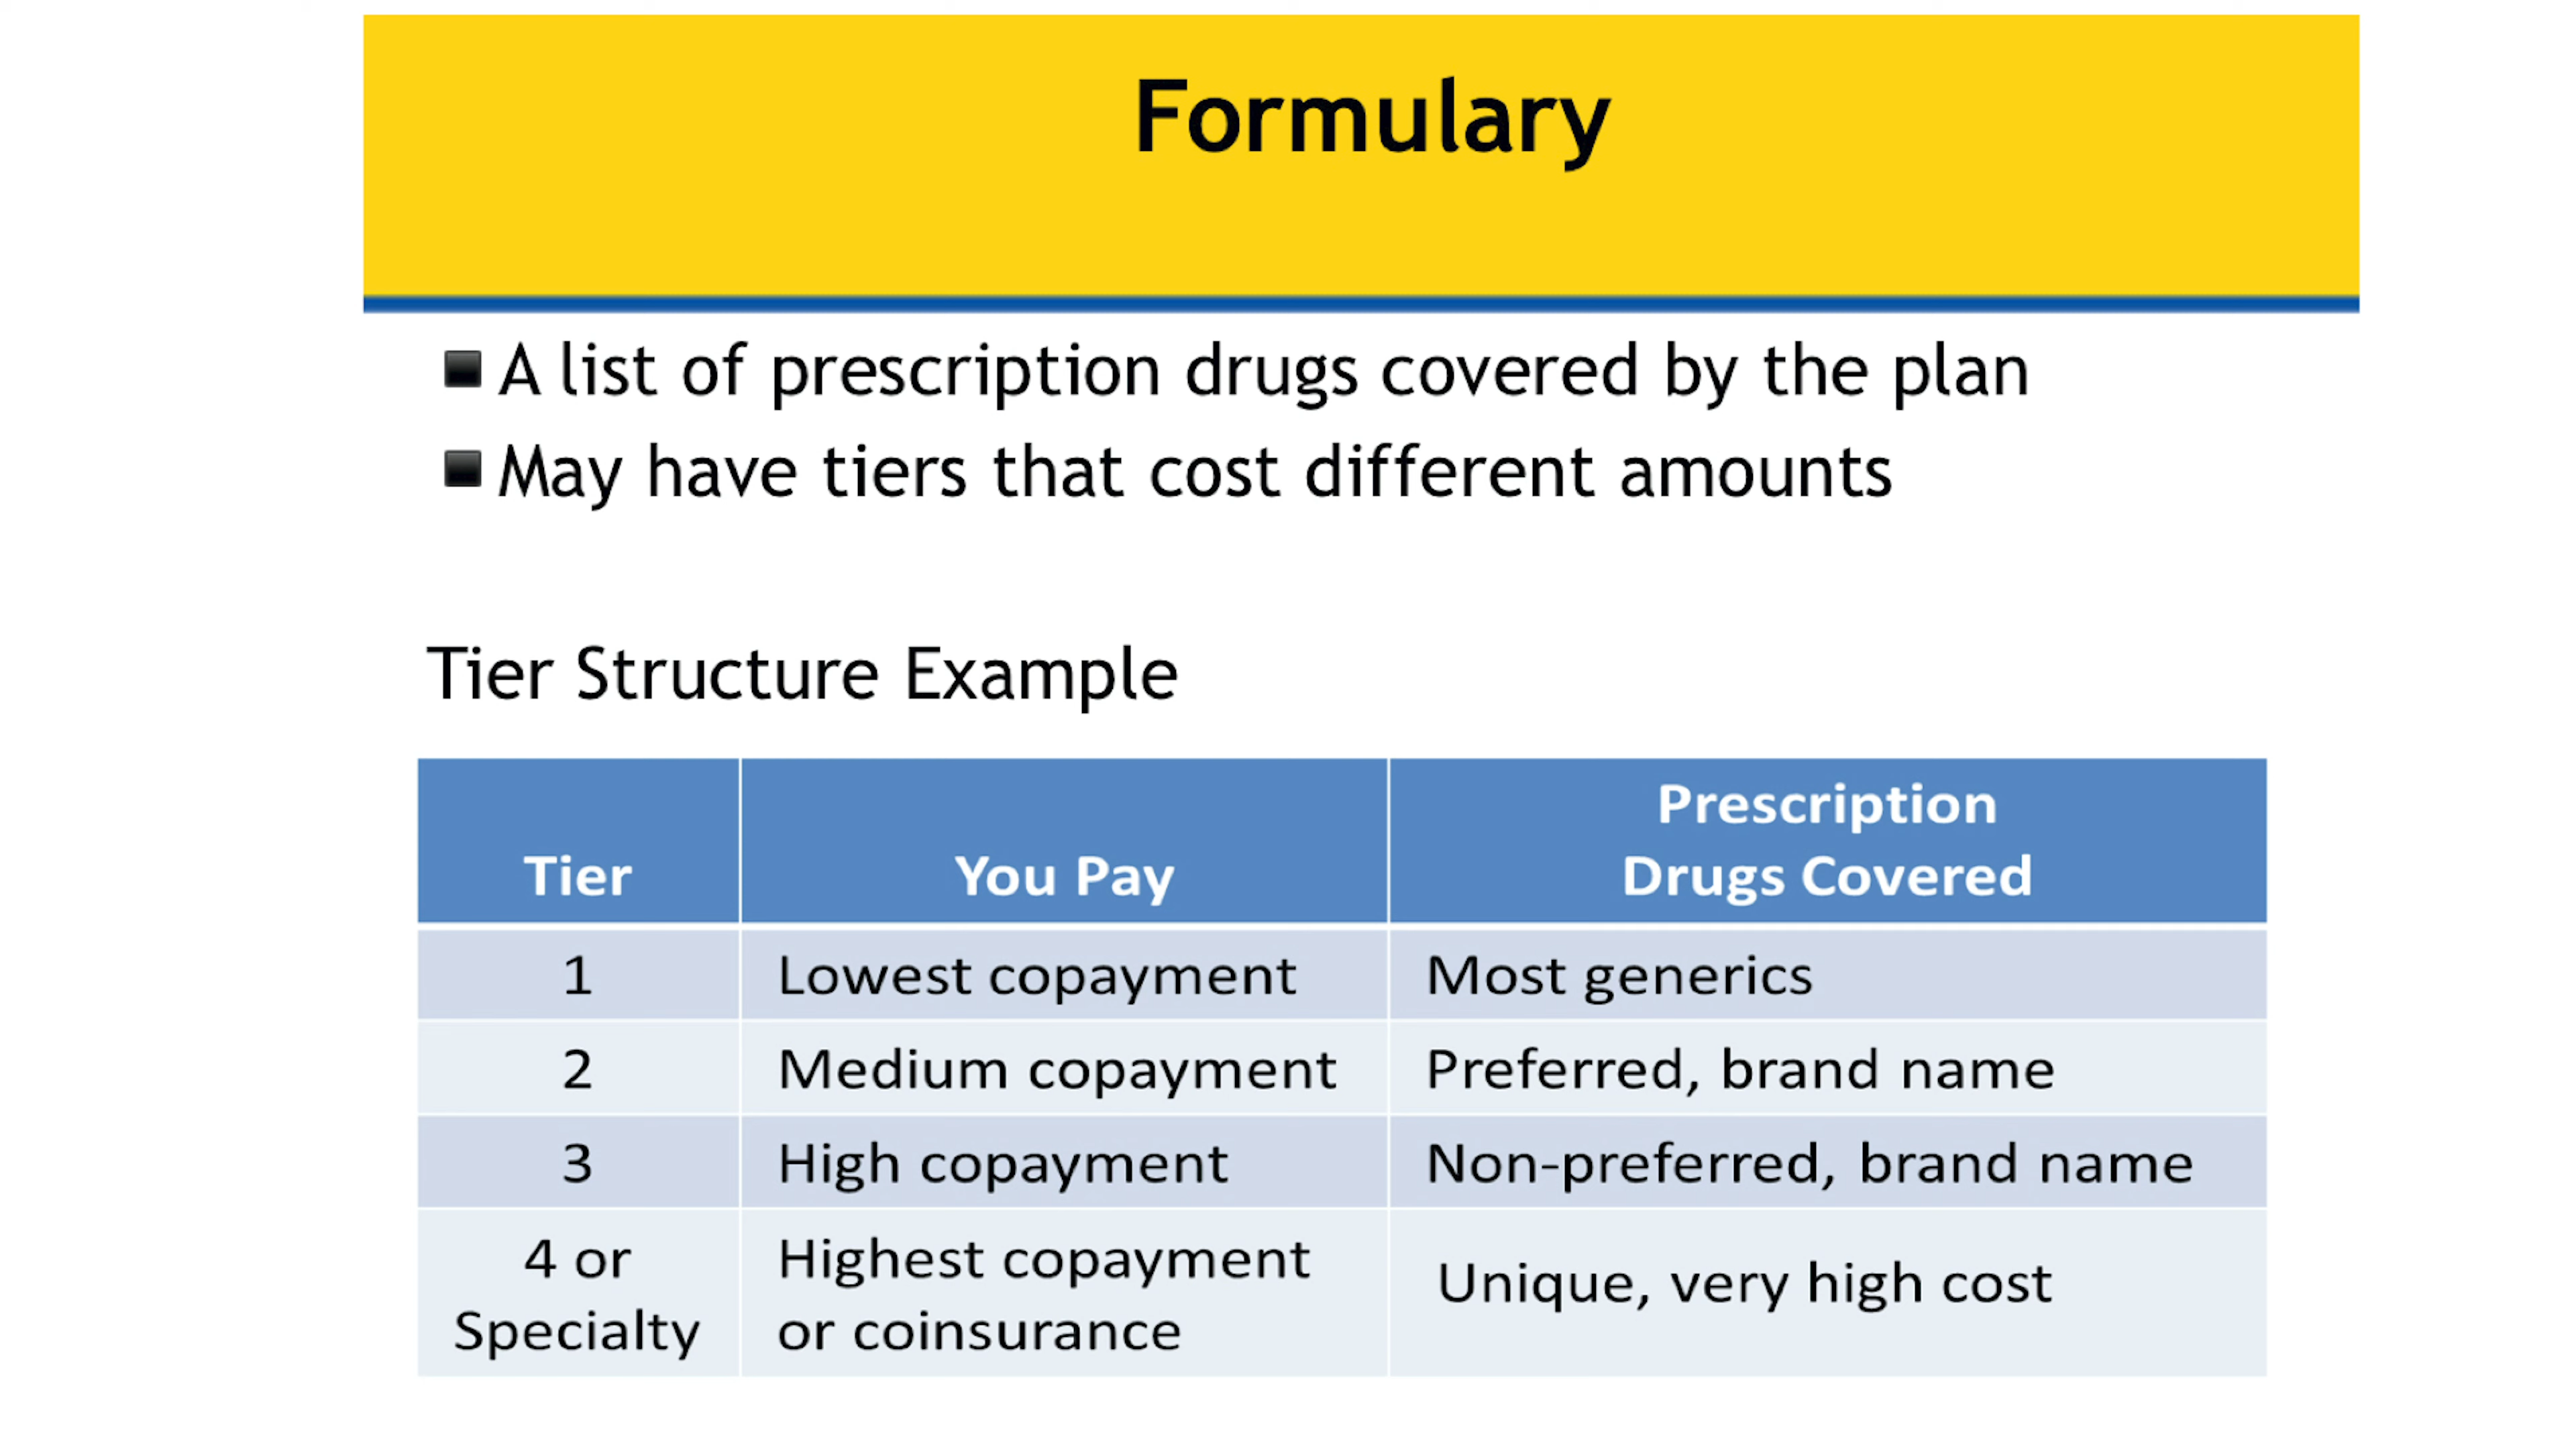 Formulary
A list of prescription drugs covered by the plan
May have tiers that cost different amounts
Tier Structure Example
Tier
You Pay
Prescription
Drugs Covered
1
Lowest copayment
Most generics
2
Medium copayment
Preferred, brand name
3
High copayment
Non-preferred, brand name
4 or
Specialty
Highest copayment
or coinsurance
Unique, very high cost